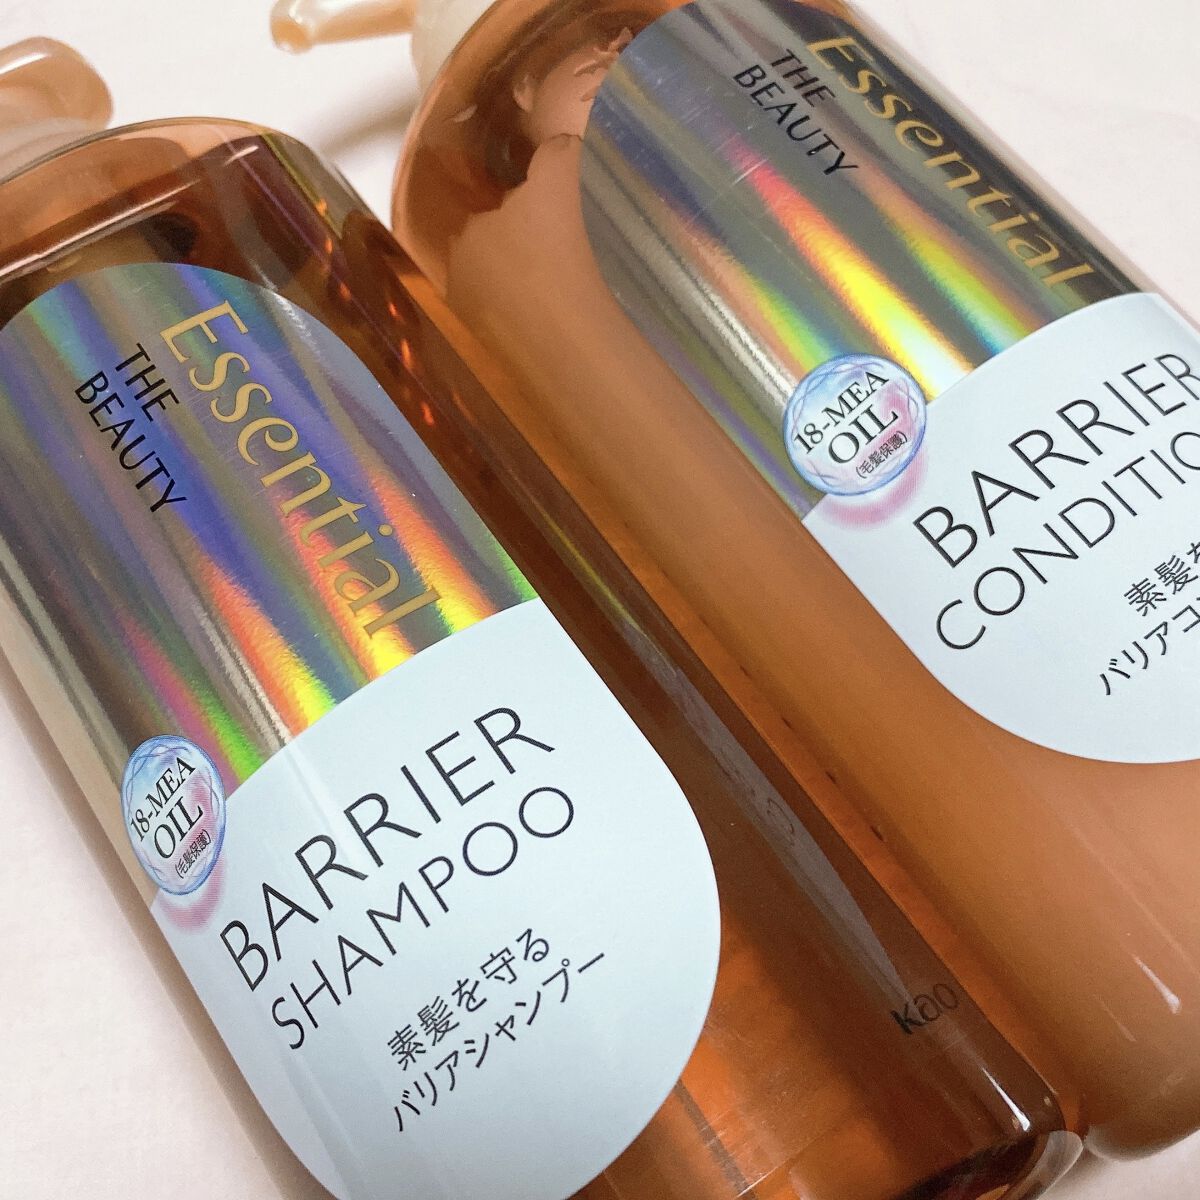 Essential
THE
BEAUTY
18-MEA
OIL
(毛髪保護)
BARRIER
SHAMPOO
素髪を守る
バリアシャンプー
Kao
Essential
THE
BEAUTY
18-MEA
OIL
(毛髪保護)
BARRIER
CONDITIO
素髪を
バリアコン